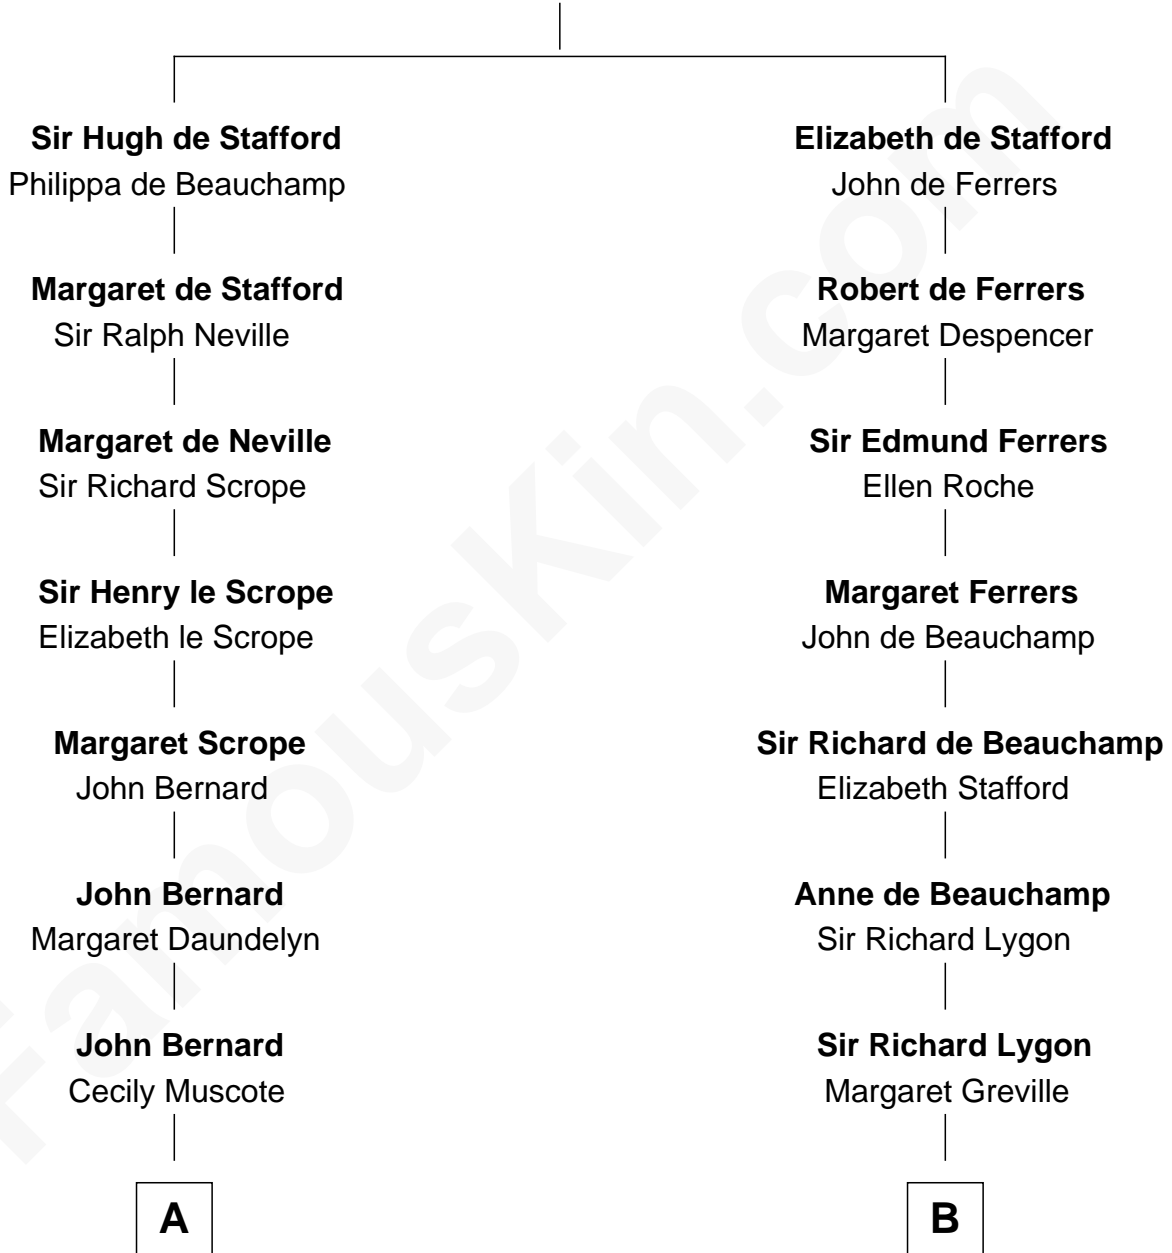 Sir Hugh de Stafford
Philippa de Beauchamp
Margaret de Stafford
Sir Ralph Neville
Margaret de Neville
Sir Richard Scrope
Sir Henry le Scrope
Elizabeth le Scrope
Margaret Scrope
John Bernard
John Bernard
Margaret Daundelyn
John Bernard
Cecily Muscote
A
Elizabeth de Stafford
John de Ferrers
Robert de Ferrers
Margaret Despencer
Sir Edmund Ferrers
Ellen Roche
Margaret Ferrers
John de Beauchamp
Sir Richard de Beauchamp
Elizabeth Stafford
Anne de Beauchamp
Sir Richard Lygon
Sir Richard Lygon
Margaret Greville
B
FamousKin.com